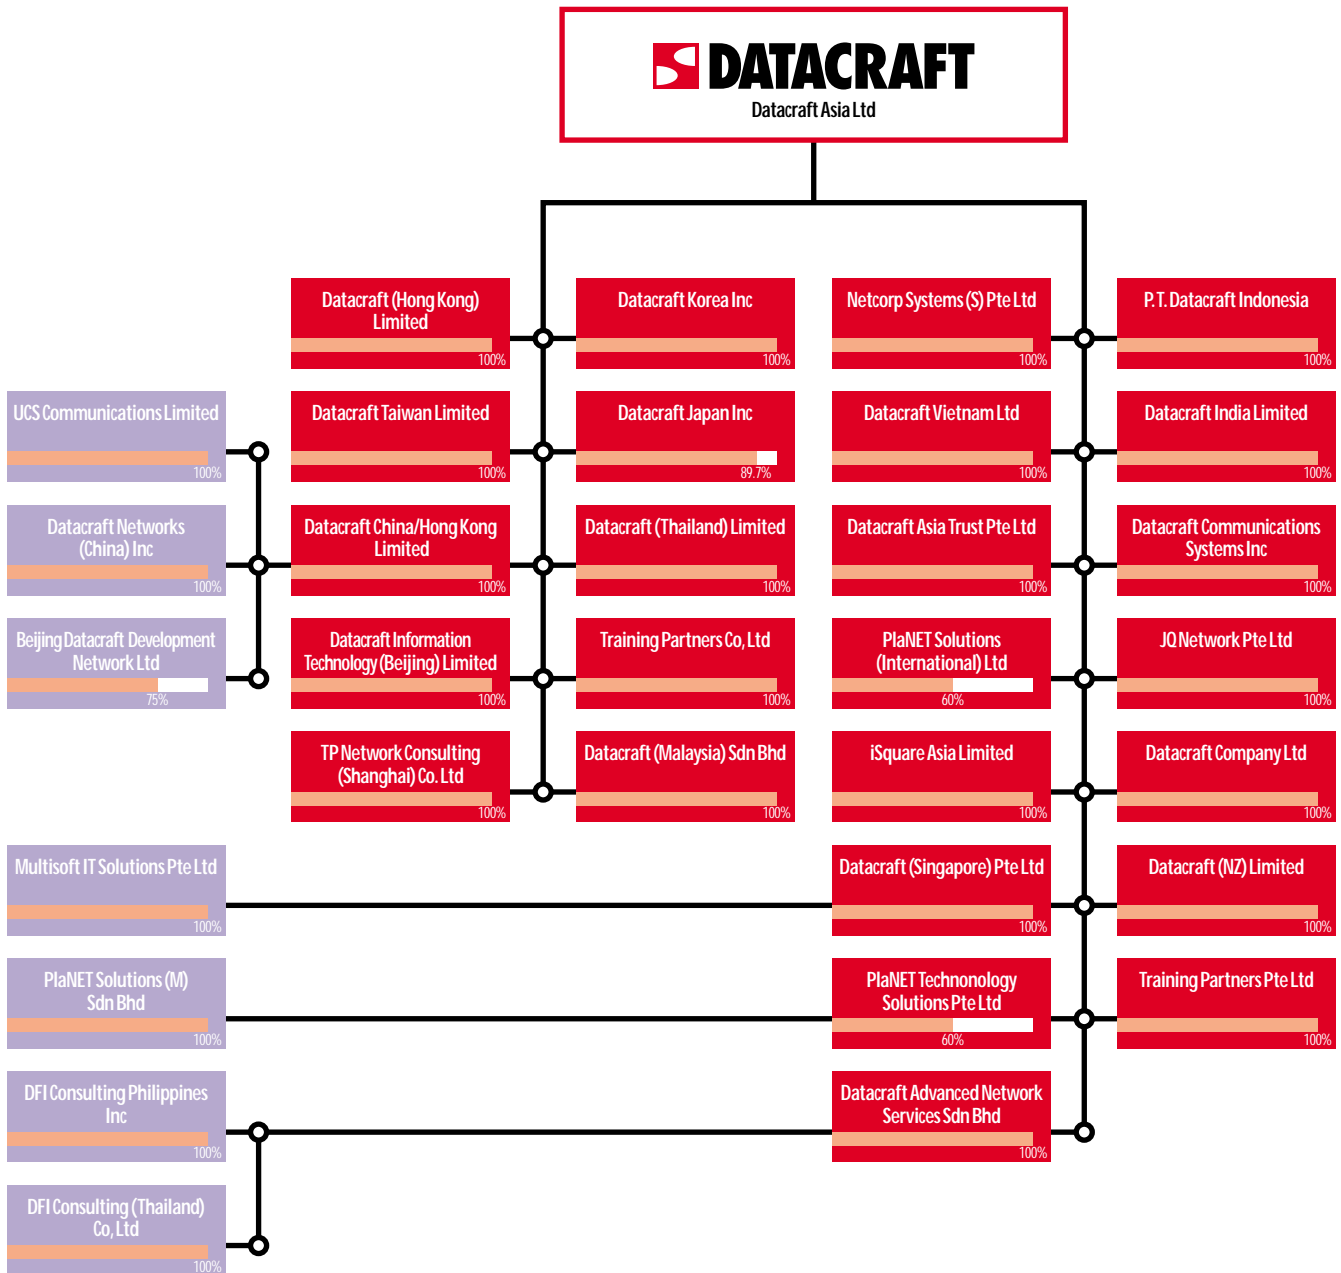 DATACRAFT
Datacraft Asia Ltd
Datacraft (Hong Kong)
Limited
100%
Datacraft Korea Inc
100%
Netcorp Systems (S) Pte Ltd
100%
P.T. Datacraft Indonesia
100%
UCS Communications Limited
100%
Datacraft Taiwan Limited
100%
Datacraft Japan Inc
89.7%
Datacraft Vietnam Ltd
100%
Datacraft India Limited
100%
Datacraft Networks
(China) Inc
100%
Datacraft China/Hong Kong
Limited
100%
Datacraft (Thailand) Limited
100%
Datacraft Asia Trust Pte Ltd
100%
Datacraft Communications
Systems Inc
100%
Beijing Datacraft Development
Network Ltd
75%
Datacraft Information
Technology (Beijing) Limited
100%
Training Partners Co, Ltd
100%
PlaNET Solutions
(International) Ltd
60%
JQ Network Pte Ltd
100%
TP Network Consulting
(Shanghai) Co. Ltd
100%
Datacraft (Malaysia) Sdn Bhd
100%
iSquare Asia Limited
100%
Datacraft Company Ltd
100%
Multisoft IT Solutions Pte Ltd
100%
Datacraft (Singapore) Pte Ltd
100%
Datacraft (NZ) Limited
100%
PlaNET Solutions (M)
Sdn Bhd
100%
PlaNET Technonology
Solutions Pte Ltd
60%
Training Partners Pte Ltd
100%
DFI Consulting Philippines
Inc
100%
Datacraft Advanced Network
Services Sdn Bhd
100%
DFI Consulting (Thailand)
Co, Ltd
100%